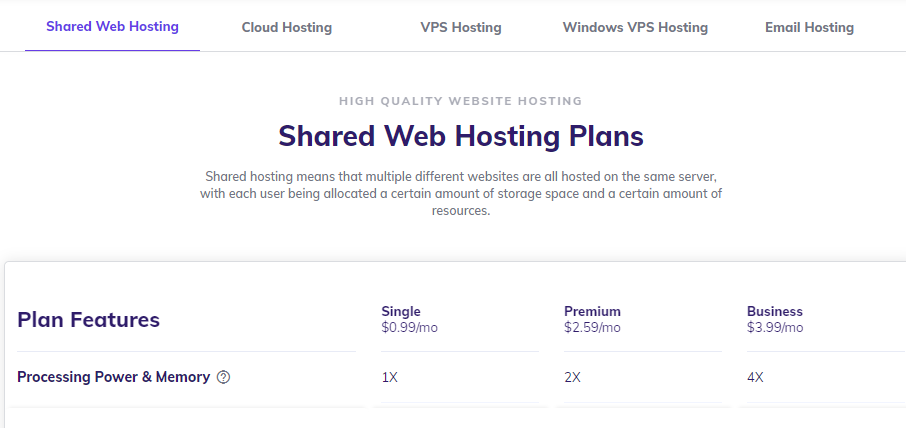 Shared Web Hosting Cloud Hosting VPS Hosting Windows VPS Hosting Email Hosting
HIGH QUALITY WEBSITE HOSTING
Shared Web Hosting Plans
Shared hosting means that multiple different websites are all hosted on the same server,
with each user being allocated a certain amount of storage space and a certain amount of
resources.
Plan Features
Single Premium Business
$0.99/mo $2.59/mo $3.99/mo
Processing Power & Memory ? 1X 2X 4X